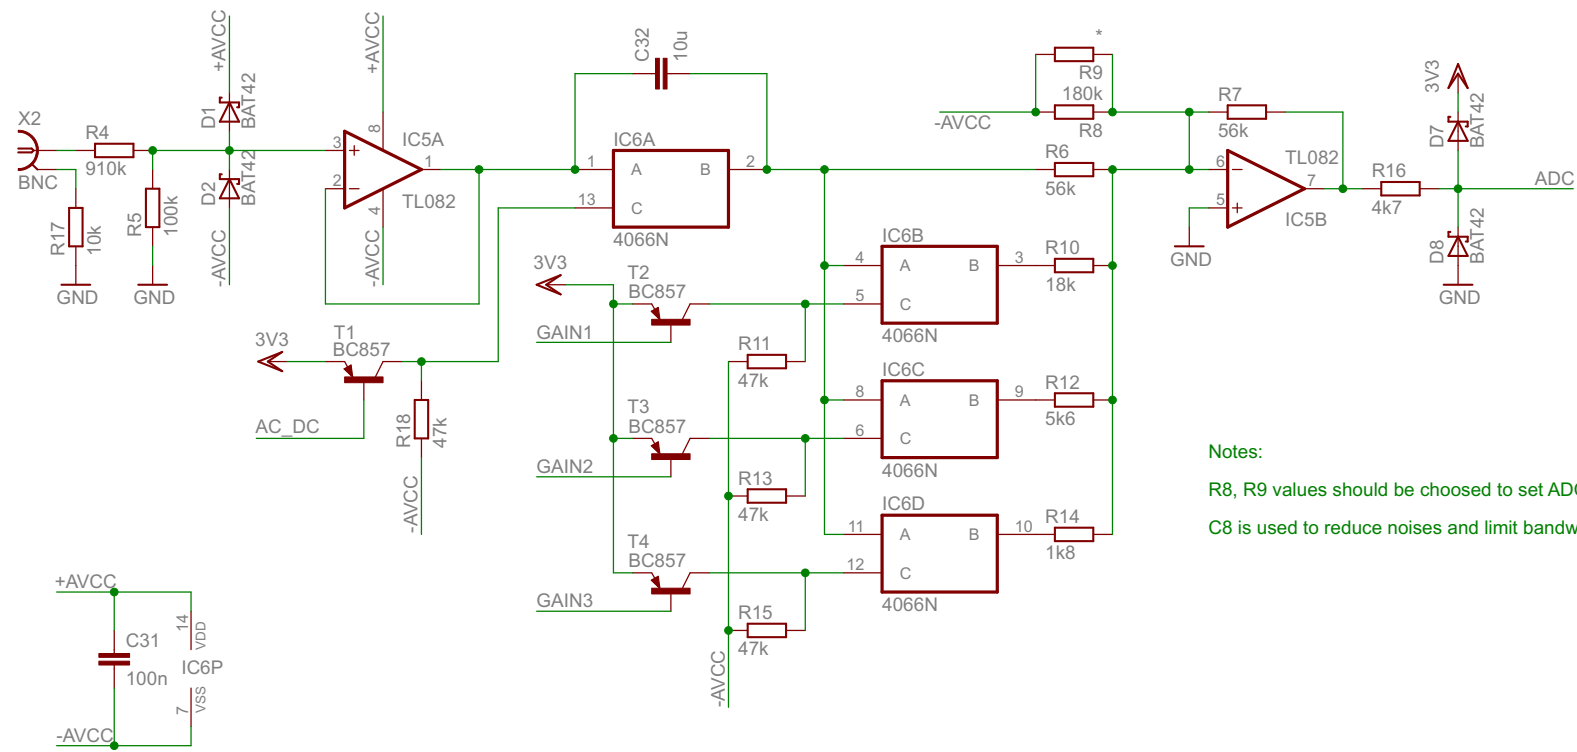 X2
BNC
R4
910k
R17
10k
GND
R5
100k
GND
+AVCC
D1
BAT42
D2
BAT42
-AVCC
+AVCC
8
3
2
1
4
IC5A
TL082
-AVCC
C32
10u
IC6A
1
A
B
2
13
C
4066N
3V3
T1
BC857
AC_DC
R18
47k
-AVCC
3V3
T2
BC857
GAIN1
R11
47k
T3
BC857
GAIN2
R13
47k
T4
BC857
GAIN3
R15
47k
-AVCC
IC6B
4
A
B
3
5
C
4066N
R10
18k
IC6C
8
A
B
9
6
C
4066N
R12
5k6
IC6D
11
A
B
10
12
C
4066N
R14
1k8
*
R9
180k
R8
-AVCC
R6
56k
R7
56k
6
5
7
TL082
IC5B
GND
R16
4k7
3V3
D7
BAT42
ADC
D8
BAT42
GND
Notes:
R8, R9 values should be choosed to set AD
C8 is used to reduce noises and limit bandw
+AVCC
C31
100n
14
VDD
IC6P
7
VSS
-AVCC